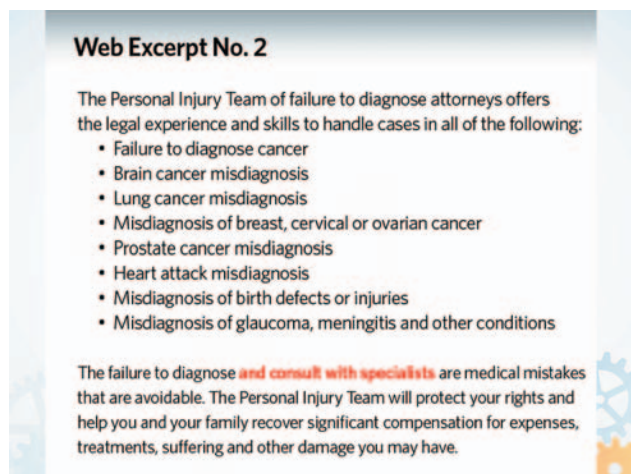 Web Excerpt No. 2
The Personal Injury Team of failure to diagnose attorneys offers
the legal experience and skills to handle cases in all of the following:
• Failure to diagnose cancer
• Brain cancer misdiagnosis
• Lung cancer misdiagnosis
• Misdiagnosis of breast, cervical or ovarian cancer
• Prostate cancer misdiagnosis
• Heart attack misdiagnosis
• Misdiagnosis of birth defects or injuries
• Misdiagnosis of glaucoma, meningitis and other conditions
The failure to diagnose and consult with specialists are medical mistakes
that are avoidable. The Personal Injury Team will protect your rights and
help you and your family recover significant compensation for expenses,
treatments, suffering and other damage you may have.